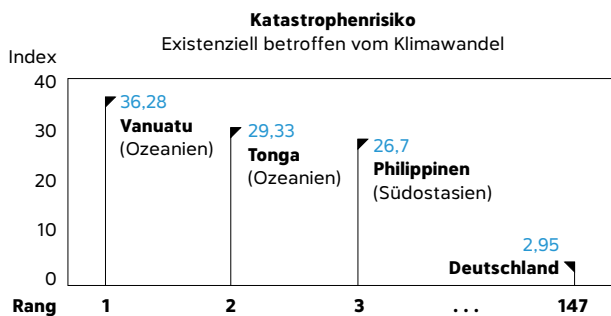 Katastrophenrisiko
Existenziell betroffen vom Klimawandel
Index
40
30
20
10
0
36,28
Vanuatu
(Ozeanien)
29,33
Tonga
(Ozeanien)
26,7
Philippinen
(Südostasien)
2,95
Deutschland
Rang 1 2 3 . . . 147